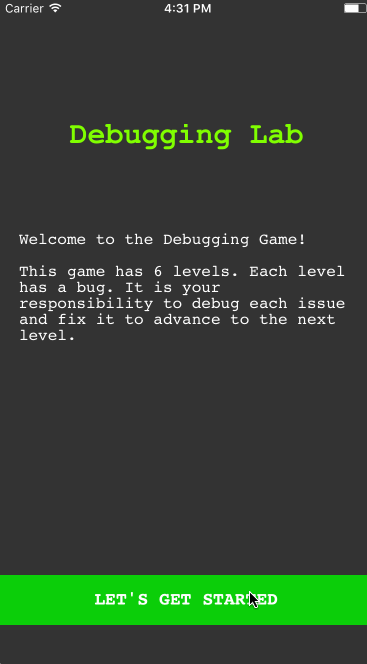 Carrier 4:31 PM
Debugging Lab
Welcome to the Debugging Game!
This game has 6 levels. Each level
has a bug. It is your
responsibility to debug each issue
and fix it to advance to the next
level.
LET'S GET STARTED